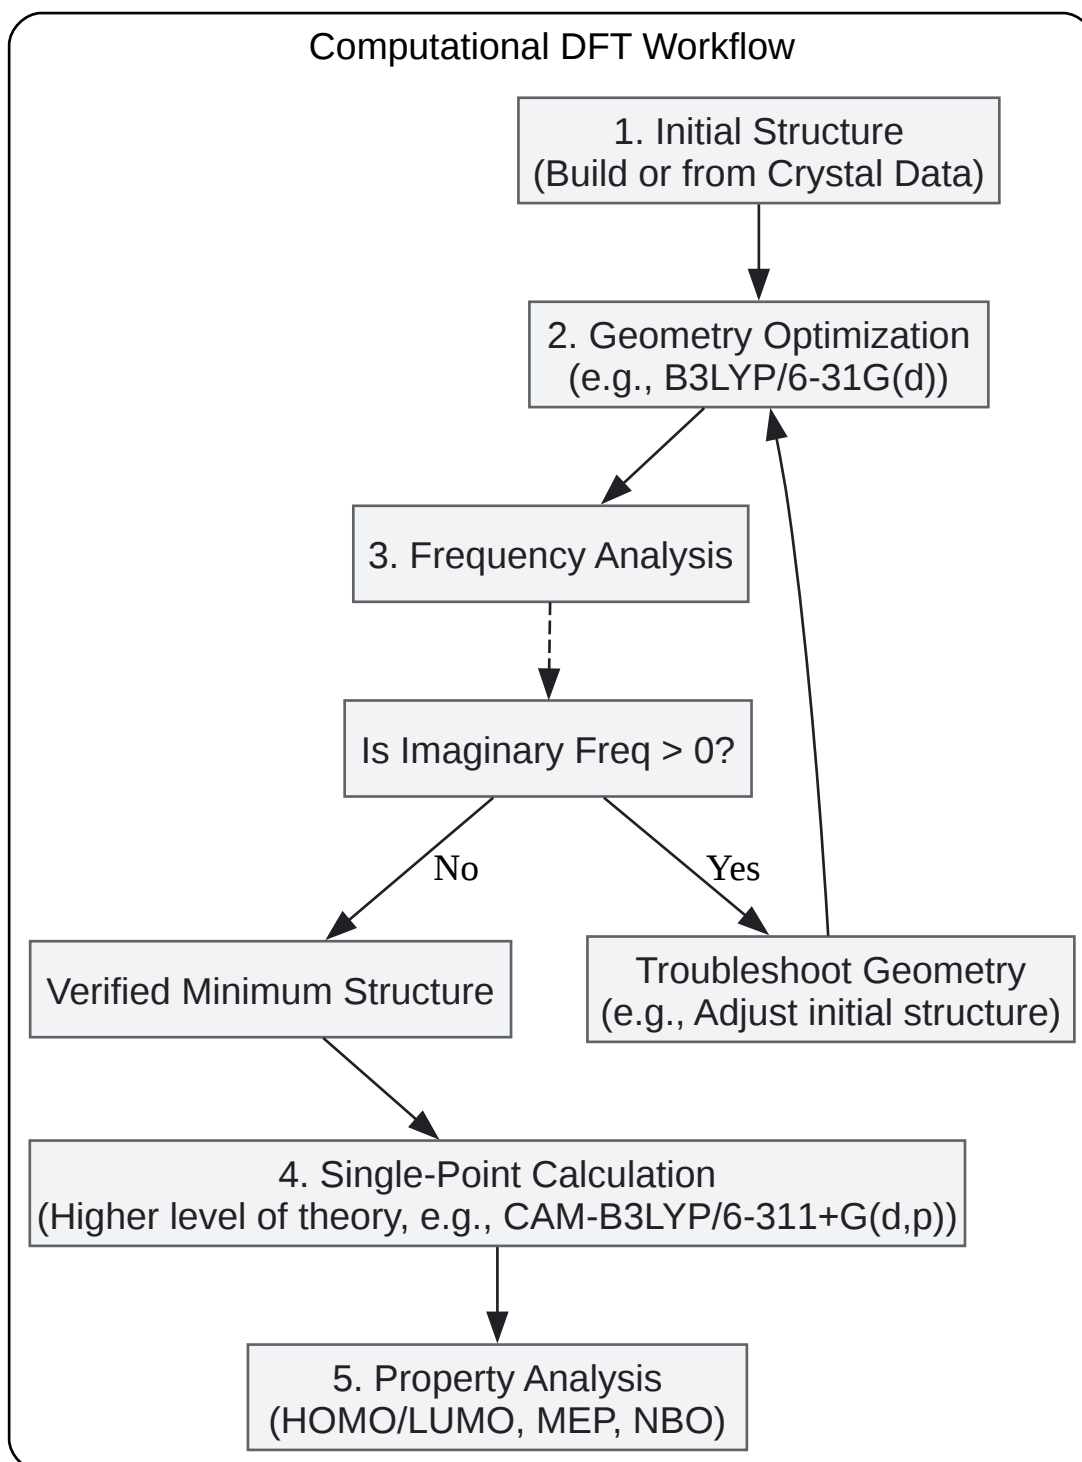 Computational DFT Workflow
1. Initial Structure
(Build or from Crystal Data)
2. Geometry Optimization
(e.g., B3LYP/6-31G(d))
3. Frequency Analysis
Is Imaginary Freq > 0?
No
Yes
Verified Minimum Structure
Troubleshoot Geometry
(e.g., Adjust initial structure)
4. Single-Point Calculation
(Higher level of theory, e.g., CAM-B3LYP/6-311+G(d,p))
5. Property Analysis
(HOMO/LUMO, MEP, NBO)